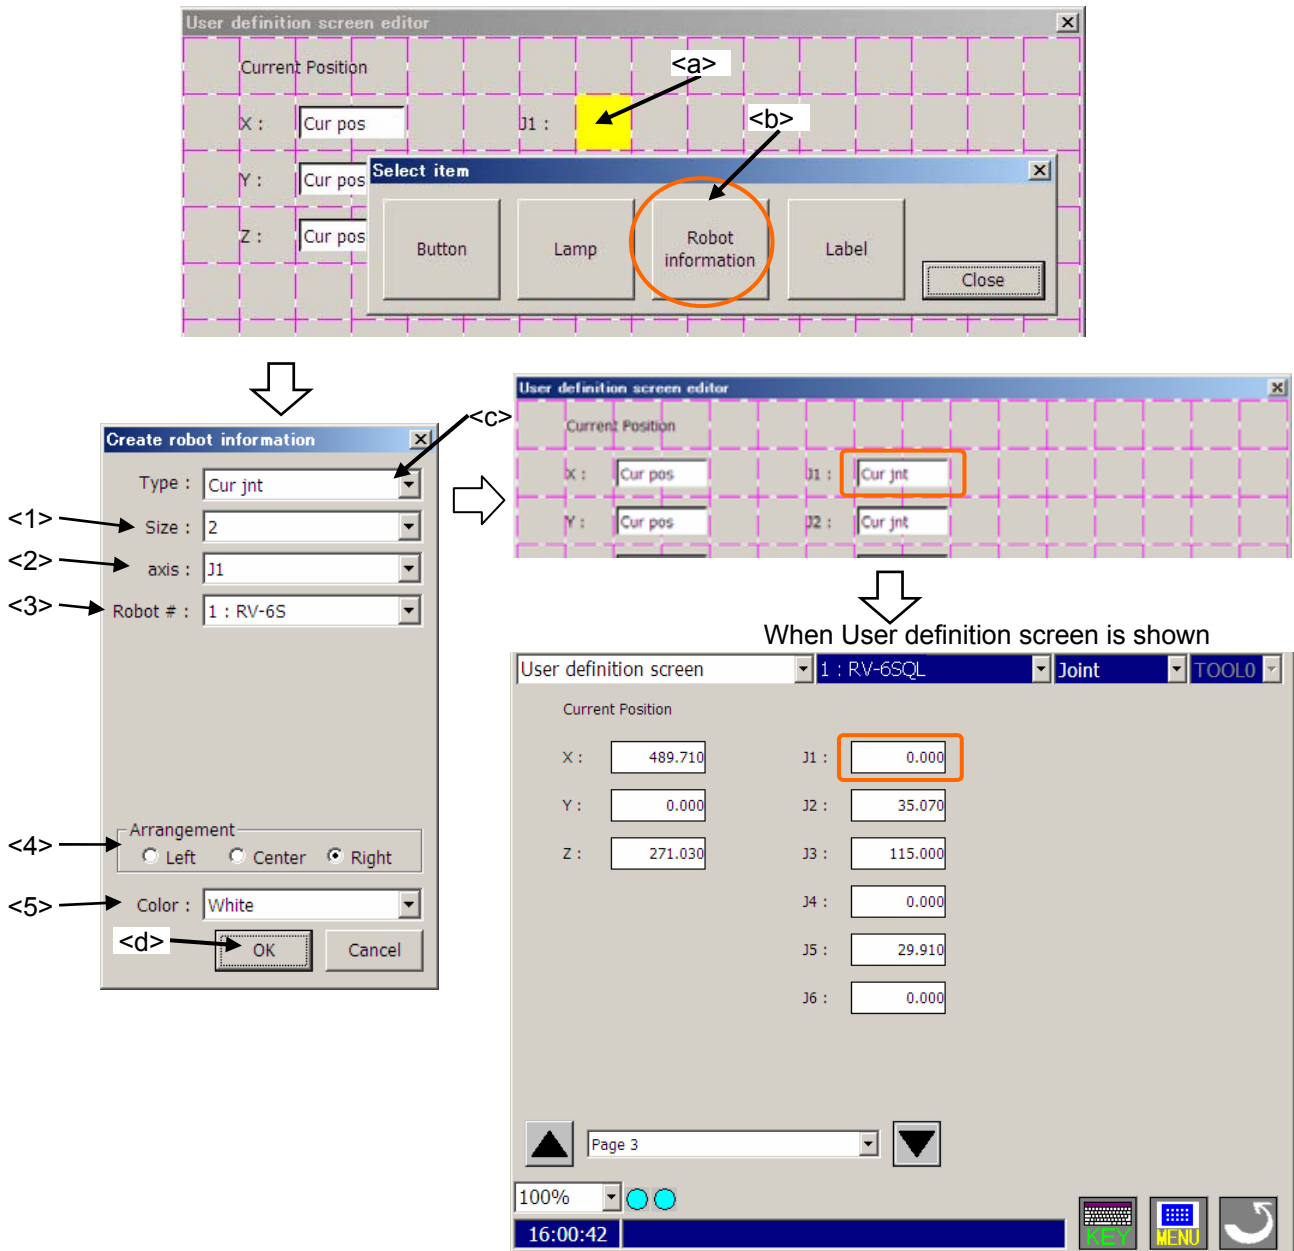 User definition screen editor
<a>
Current Position
<b>
X : Cur pos J1 :
Select item
Y : Cur pos
Z : Cur pos
Button Lamp Robot information Label
Close
User definition screen editor
<c>
Current Position
Create robot information
Type : Cur jnt
X : Cur pos J1 : Cur jnt
<1> Size : 2
Y : Cur pos J2 : Cur jnt
<2> axis : J1
<3> Robot # : 1 : RV-6S
When User definition screen is shown
User definition screen 1 : RV-6SQL Joint TOOL0
Current Position
X : 489.710 J1 : 0.000
Y : 0.000 J2 : 35.070
Z : 271.030 J3 : 115.000
J4 : 0.000
J5 : 29.910
J6 : 0.000
Arrangement
<4> Left Center Right
<5> Color : White
<d> OK Cancel
Page 3
100%
16:00:42
KEY MENU